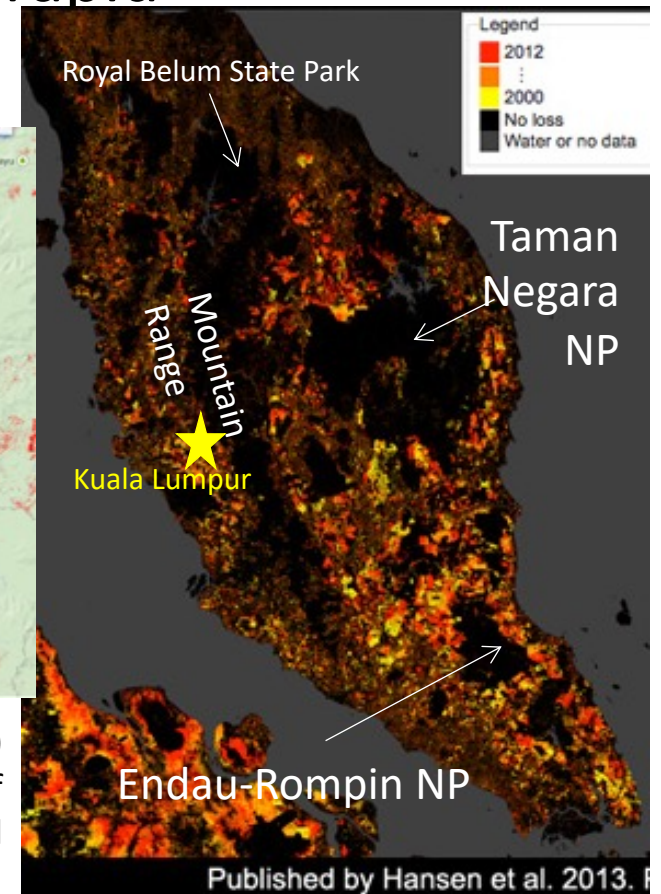 Legend
2012
⋮
2000
No loss
Water or no data
Royal Belum State Park
Taman
Negara
NP
Mountain
Range
Kuala Lumpur
Endau-Rompin NP
Published by Hansen et al. 2013.